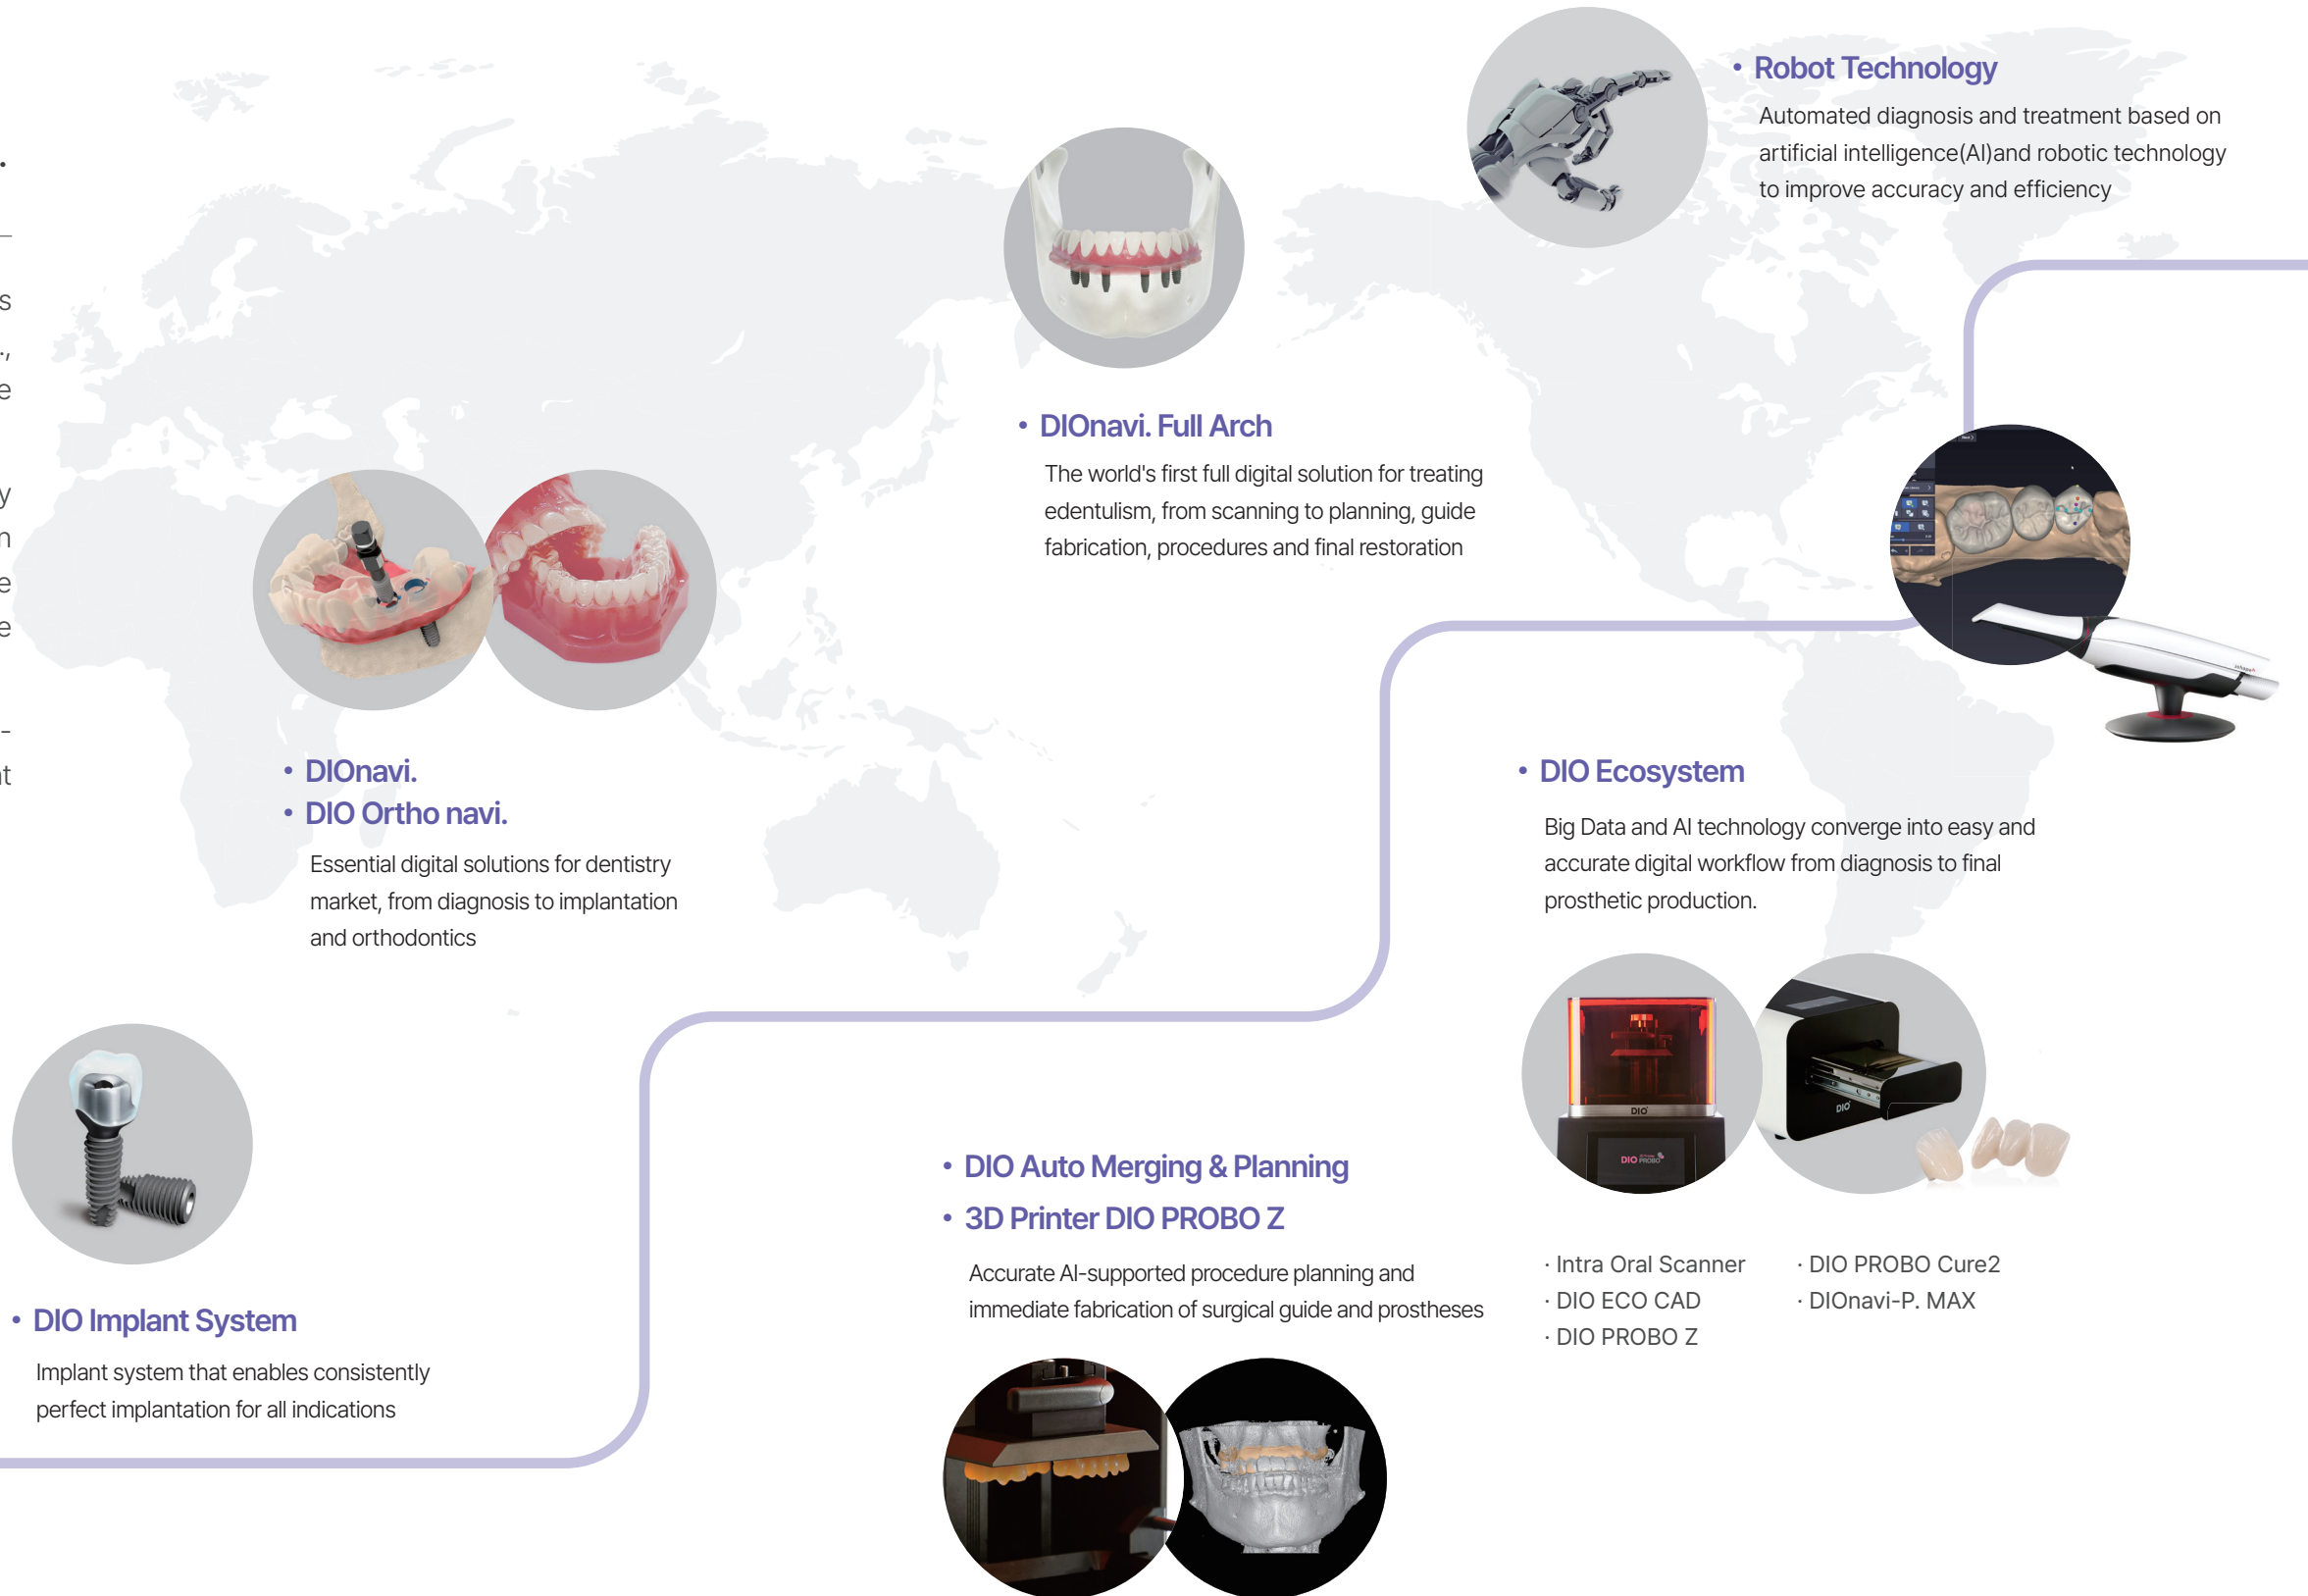 • Robot Technology
Automated diagnosis and treatment based on
artificial intelligence(AI)and robotic technology
to improve accuracy and efficiency
• DIOnavi. Full Arch
The world's first full digital solution for treating
edentulism, from scanning to planning, guide
fabrication, procedures and final restoration
• DIOnavi.
• DIO Ortho navi.
Essential digital solutions for dentistry
market, from diagnosis to implantation
and orthodontics
• DIO Ecosystem
Big Data and AI technology converge into easy and
accurate digital workflow from diagnosis to final
prosthetic production.
DIO
DIO PROBO
DIO
· Intra Oral Scanner
· DIO ECO CAD
· DIO PROBO Z
· DIO PROBO Cure2
· DIOnavi-P. MAX
• DIO Auto Merging & Planning
• 3D Printer DIO PROBO Z
Accurate AI-supported procedure planning and
immediate fabrication of surgical guide and prostheses
• DIO Implant System
Implant system that enables consistently
perfect implantation for all indications